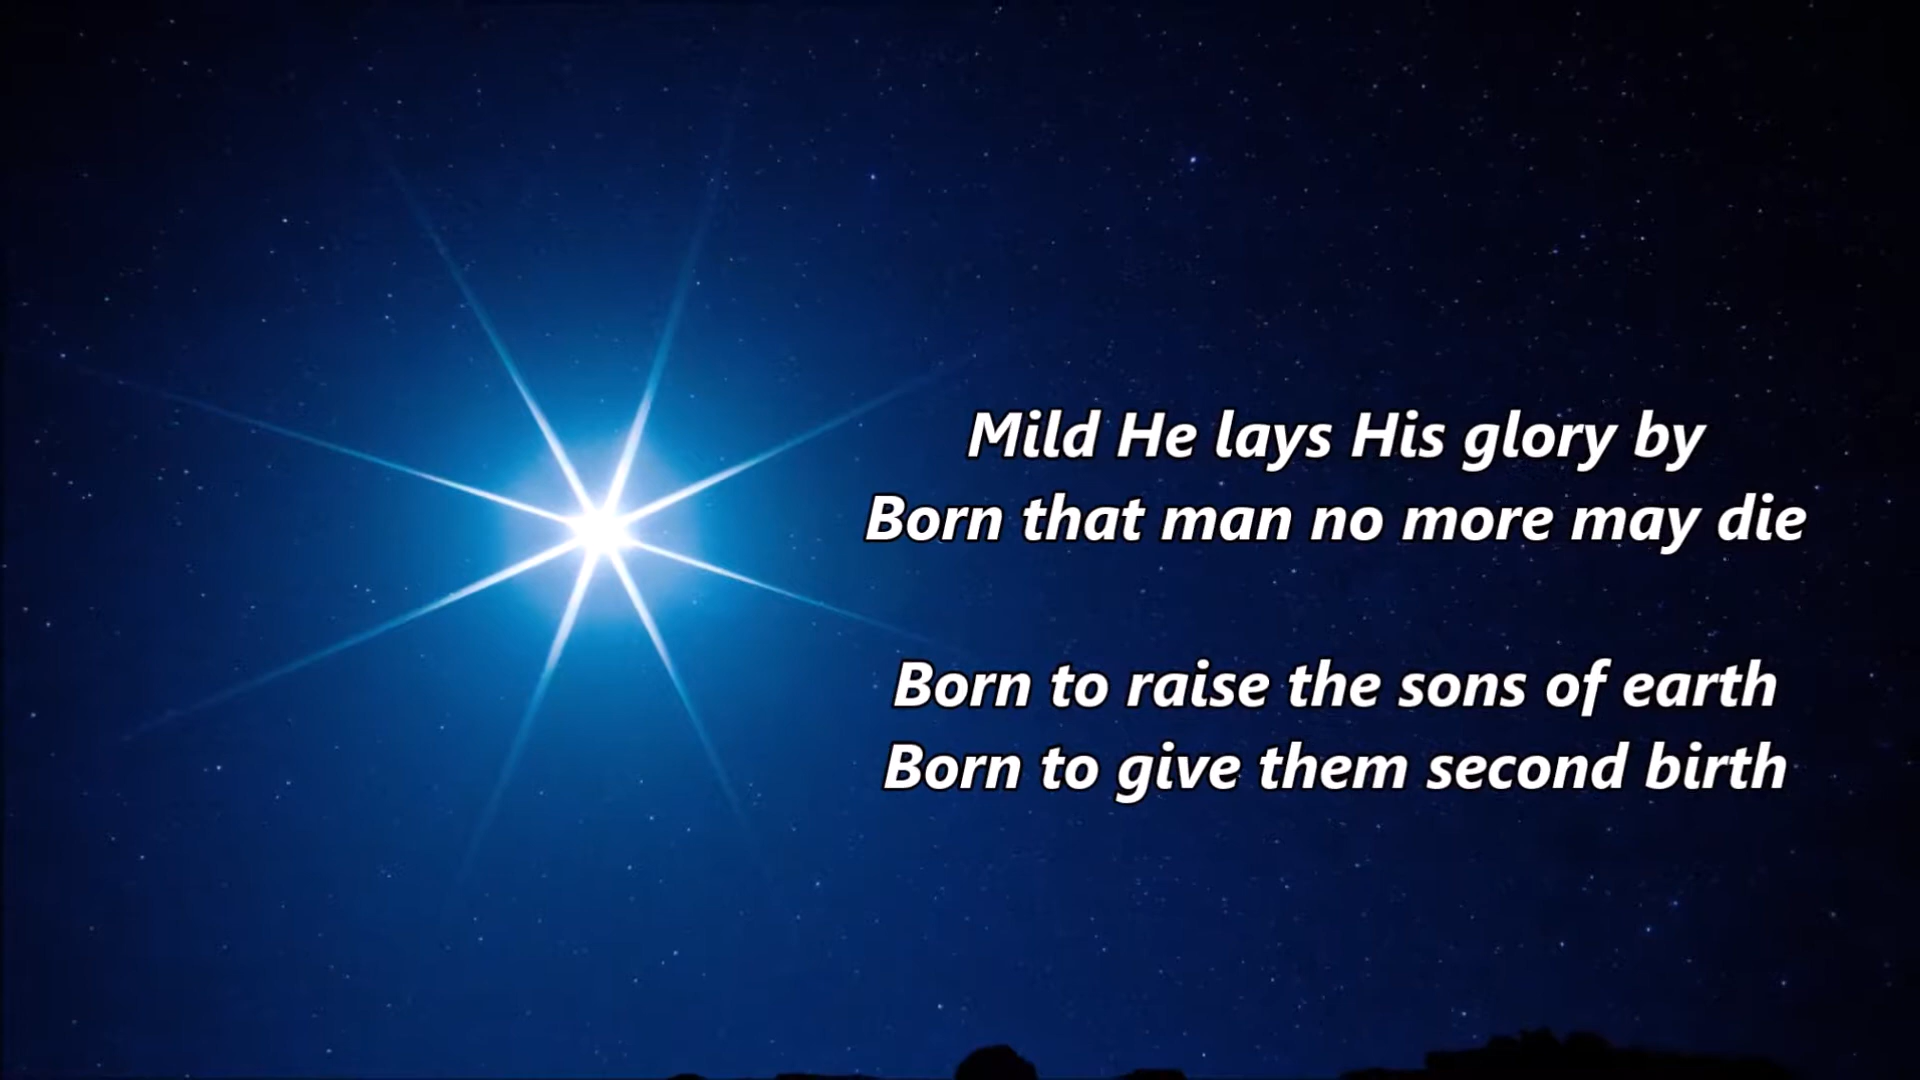 Mild He lays His glory by
Born that man no more may die
Born to raise the sons of earth
Born to give them second birth